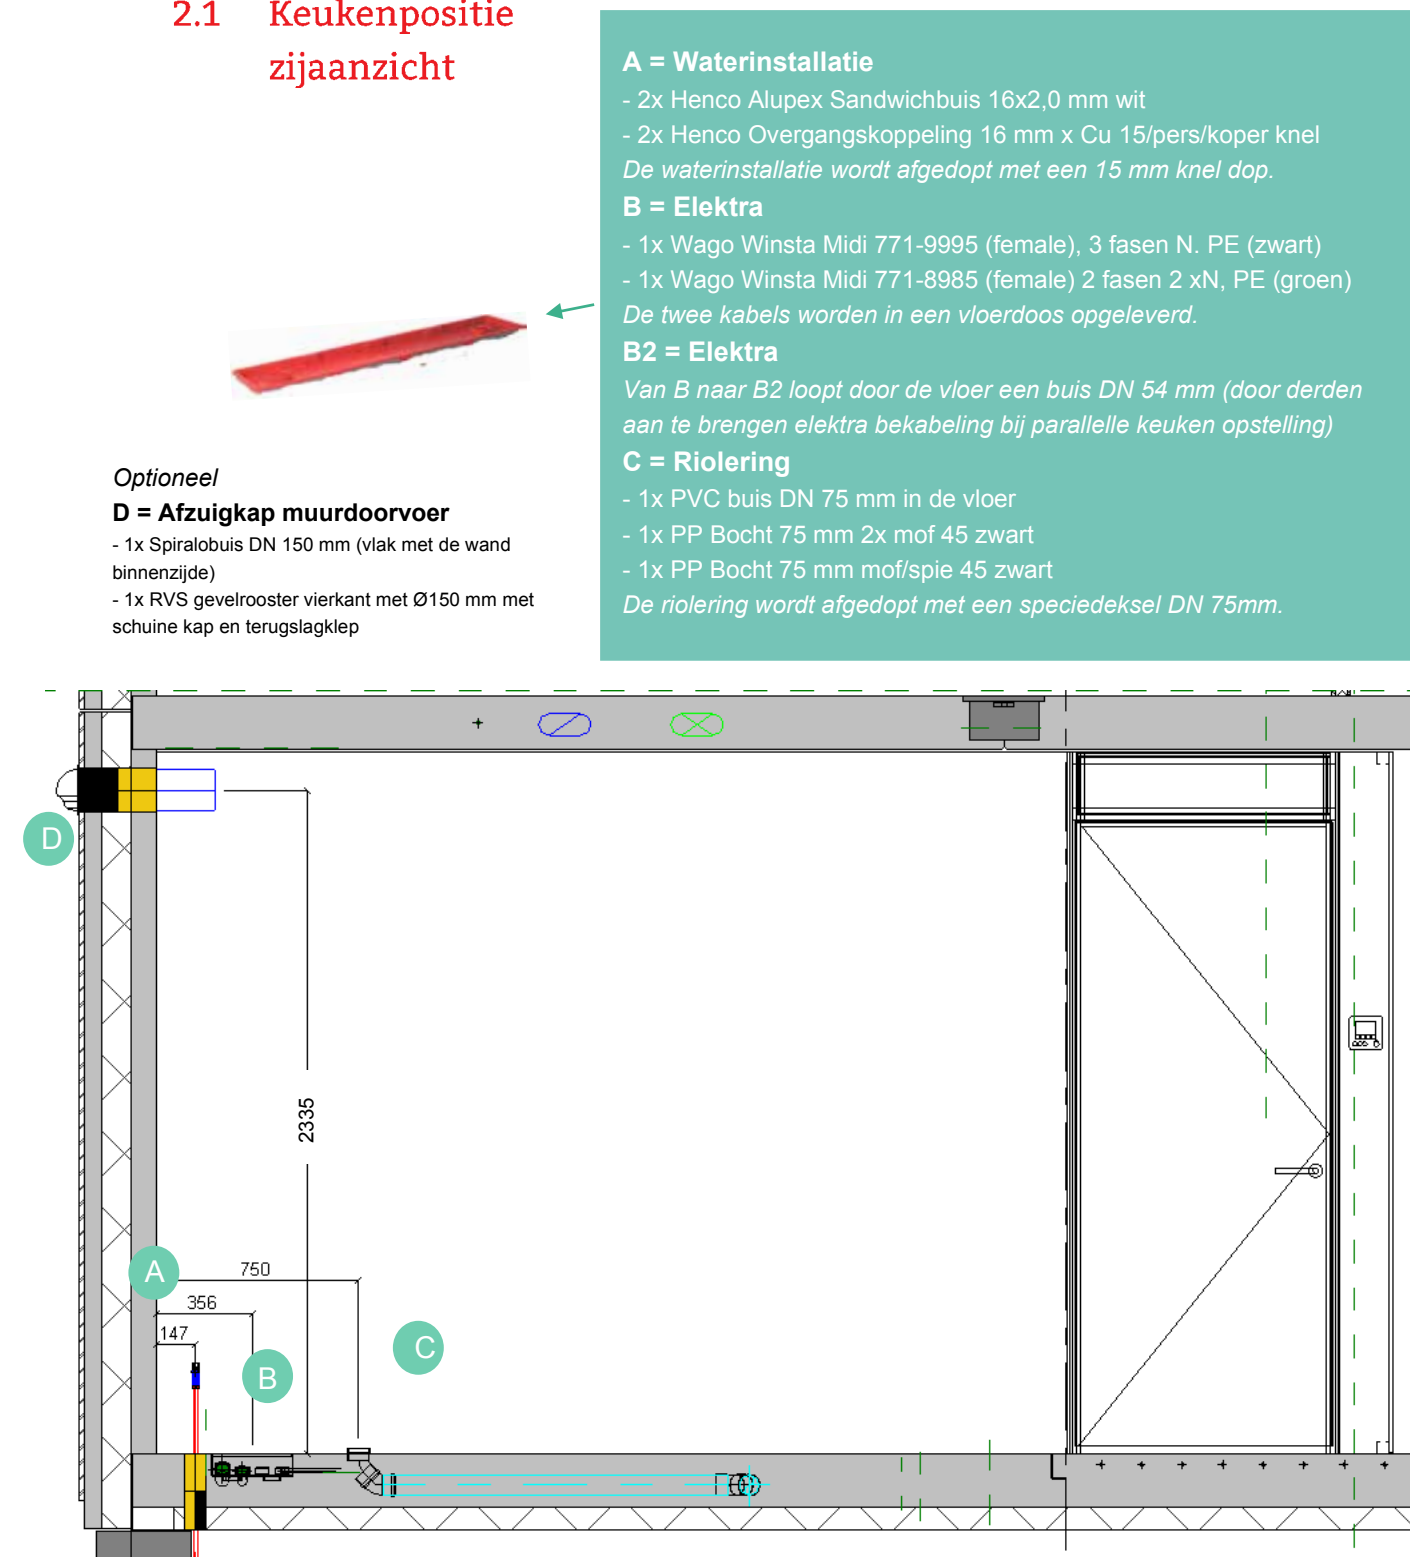 2.1 Keukenpositie
zijaanzicht
A = Waterinstallatie
- 2x Henco Alupex Sandwichbuis 16x2,0 mm wit
- 2x Henco Overgangskoppeling 16 mm x Cu 15/pers/koper knel
De waterinstallatie wordt afgedopt met een 15 mm knel dop.
B = Elektra
- 1x Wago Winsta Midi 771-9995 (female), 3 fasen N. PE (zwart)
- 1x Wago Winsta Midi 771-8985 (female) 2 fasen 2 xN, PE (groen)
De twee kabels worden in een vloerdoos opgeleverd.
B2 = Elektra
Van B naar B2 loopt door de vloer een buis DN 54 mm (door derden
aan te brengen elektra bekabeling bij parallelle keuken opstelling)
C = Riolering
- 1x PVC buis DN 75 mm in de vloer
- 1x PP Bocht 75 mm 2x mof 45 zwart
- 1x PP Bocht 75 mm mof/spie 45 zwart
De riolering wordt afgedopt met een speciedeksel DN 75mm.
Optioneel
D = Afzuigkap muurdoorvoer
- 1x Spiralobuis DN 150 mm (vlak met de wand
binnenzijde)
- 1x RVS gevelrooster vierkant met Ø150 mm met
schuine kap en terugslagklep
D
2335
A
750
356
147
B
C